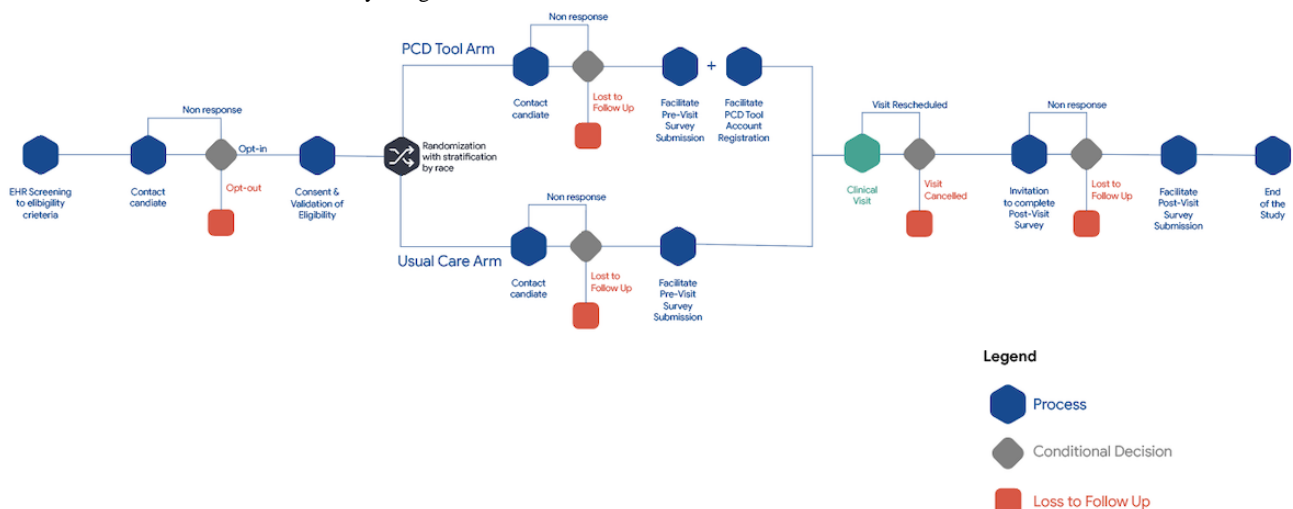 Non response
PCD Tool Arm
Contact
candiate
Lost to
Follow Up
Facilitate
Pre-Visit
Survey
Submission
+
Facilitate
PCD Tool
Account
Registration
Non response
Opt-in
Opt-out
EHR Screening
to elibigility
crieteria
Contact
candiate
Consent &
Validation of
Eligibility
Randomization
with stratification
by race
Non response
Usual Care Arm
Contact
candiate
Lost to
Follow Up
Facilitate
Pre-Visit
Survey
Submission
Visit Rescheduled
Clinical
Visit
Visit
Cancelled
Non response
Invitation
to complete
Post-Visit
Survey
Lost to
Follow Up
Facilitate
Post-Visit
Survey
Submission
End
of the
Study
Legend
Process
Conditional Decision
Loss to Follow Up